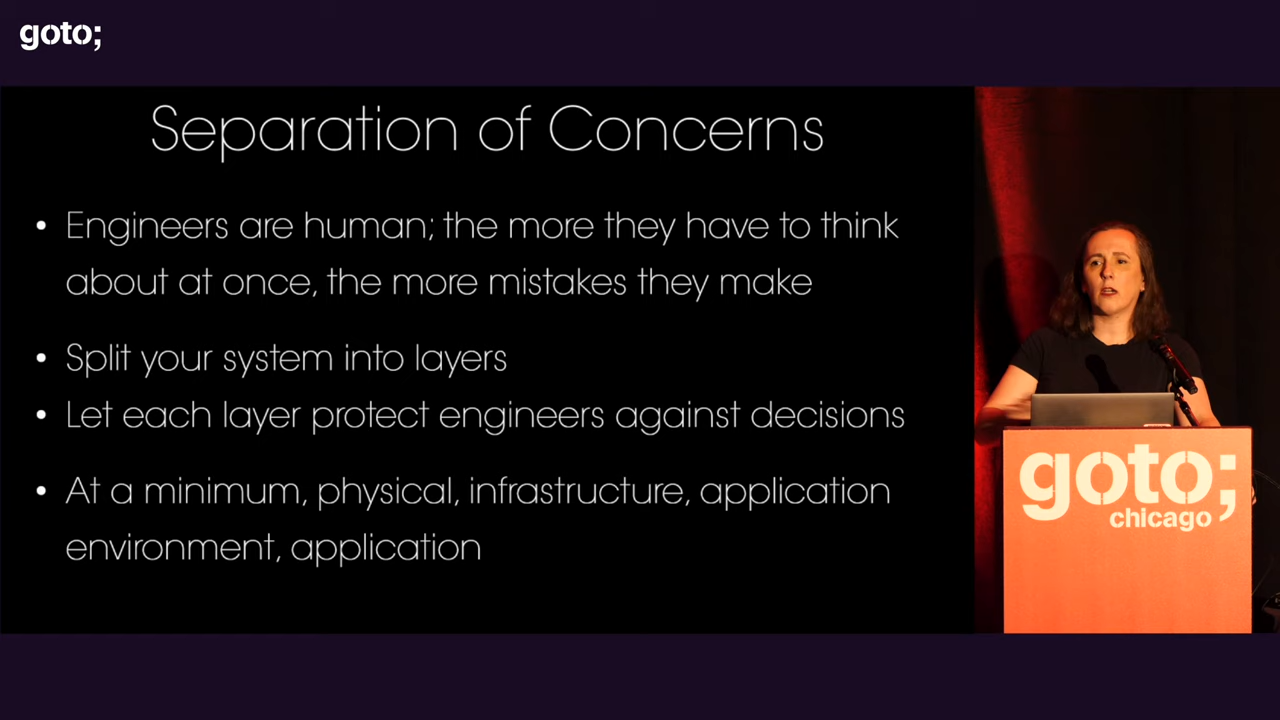 goto;
Separation of Concerns
• Engineers are human; the more they have to think
about at once, the more mistakes they make
• Split your system into layers
• Let each layer protect engineers against decisions
• At a minimum, physical, infrastructure, application
environment, application
goto;
chicago